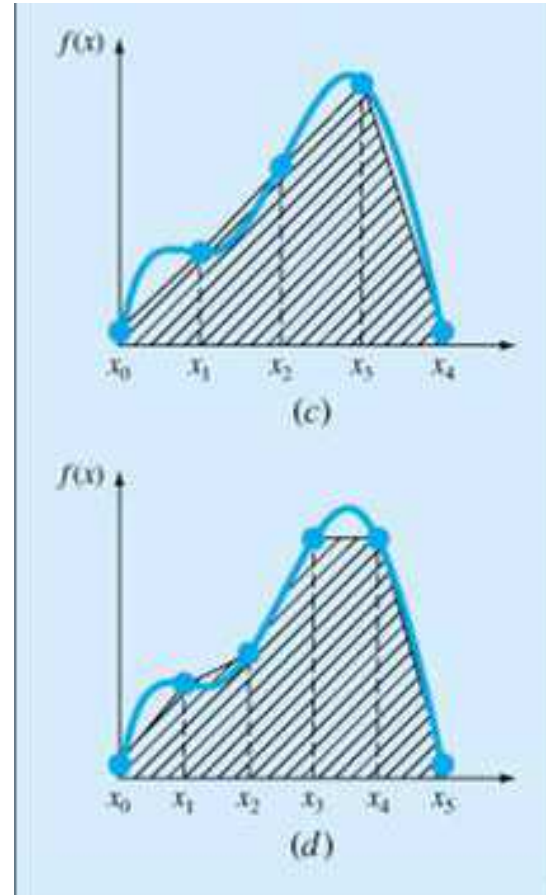 f(x)
x₀ x₁ x₂ x₃ x₄
(c)
f(x)
x₀ x₁ x₂ x₃ x₄ x₅
(d)